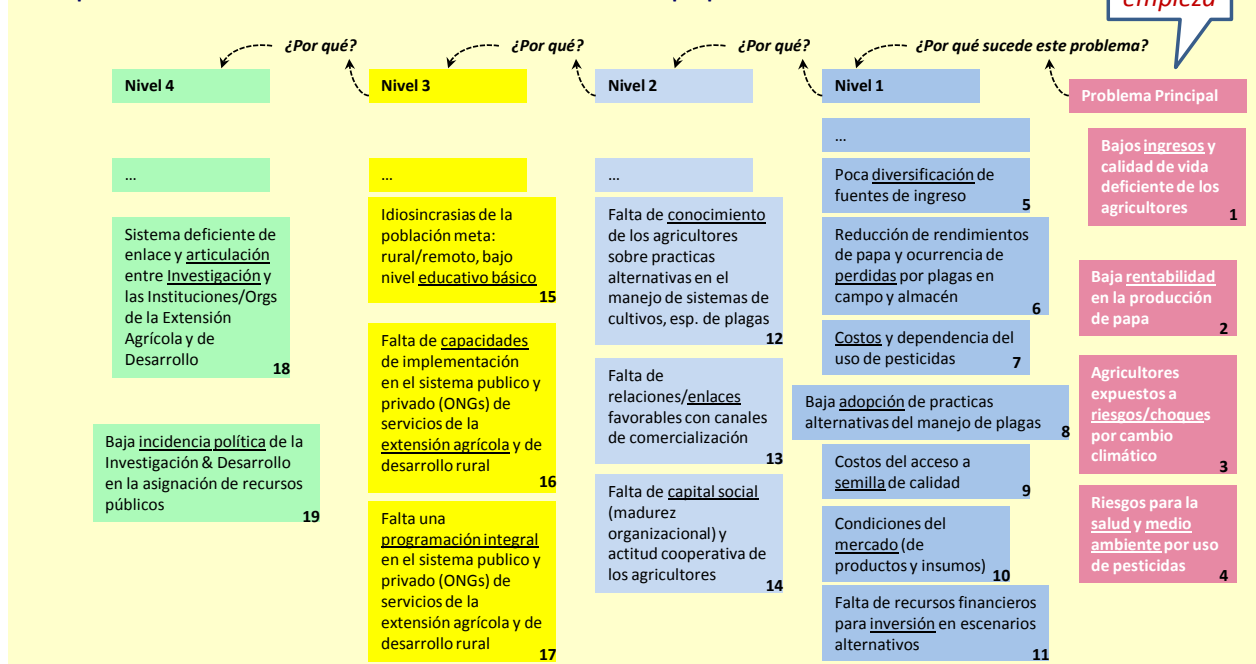 empieza
¿Por qué?
¿Por qué?
¿Por qué?
¿Por qué sucede este problema?
Nivel 4
Nivel 3
Nivel 2
Nivel 1
Problema Principal
...
Sistema deficiente de
enlace y articulación
entre Investigación y
las Instituciones/Orgs
de la Extensión
Agrícola y de
Desarrollo
18
Baja incidencia política de la
Investigación & Desarrollo
en la asignación de recursos
públicos
19
...
Idiosincrasias de la
población meta:
rural/remoto, bajo
nivel educativo básico
15
Falta de capacidades
de implementación
en el sistema publico y
privado (ONGs) de
servicios de la
extensión agrícola y de
desarrollo rural
16
Falta una
programación integral
en el sistema publico y
privado (ONGs) de
servicios de la
extensión agrícola y de
desarrollo rural
17
...
Falta de conocimiento
de los agricultores
sobre practicas
alternativas en el
manejo de sistemas de
cultivos, esp. de plagas
12
Falta de
relaciones/enlaces
favorables con canales
de comercialización
13
Falta de capital social
(madurez
organizacional) y
actitud cooperativa de
los agricultores
14
...
Poca diversificación de
fuentes de ingreso
5
Reducción de rendimientos
de papa y ocurrencia de
perdidas por plagas en
campo y almacén
6
Costos y dependencia del
uso de pesticidas
7
Baja adopción de practicas
alternativas del manejo de plagas
8
Costos del acceso a
semilla de calidad
9
Condiciones del
mercado (de
productos y insumos)
10
Falta de recursos financieros
para inversión en escenarios
alternativos
11
Bajos ingresos y
calidad de vida
deficiente de los
agricultores
1
Baja rentabilidad
en la producción
de papa
2
Agricultores
expuestos a
riesgos/choques
por cambio
climático
3
Riesgos para la
salud y medio
ambiente por uso
de pesticidas
4